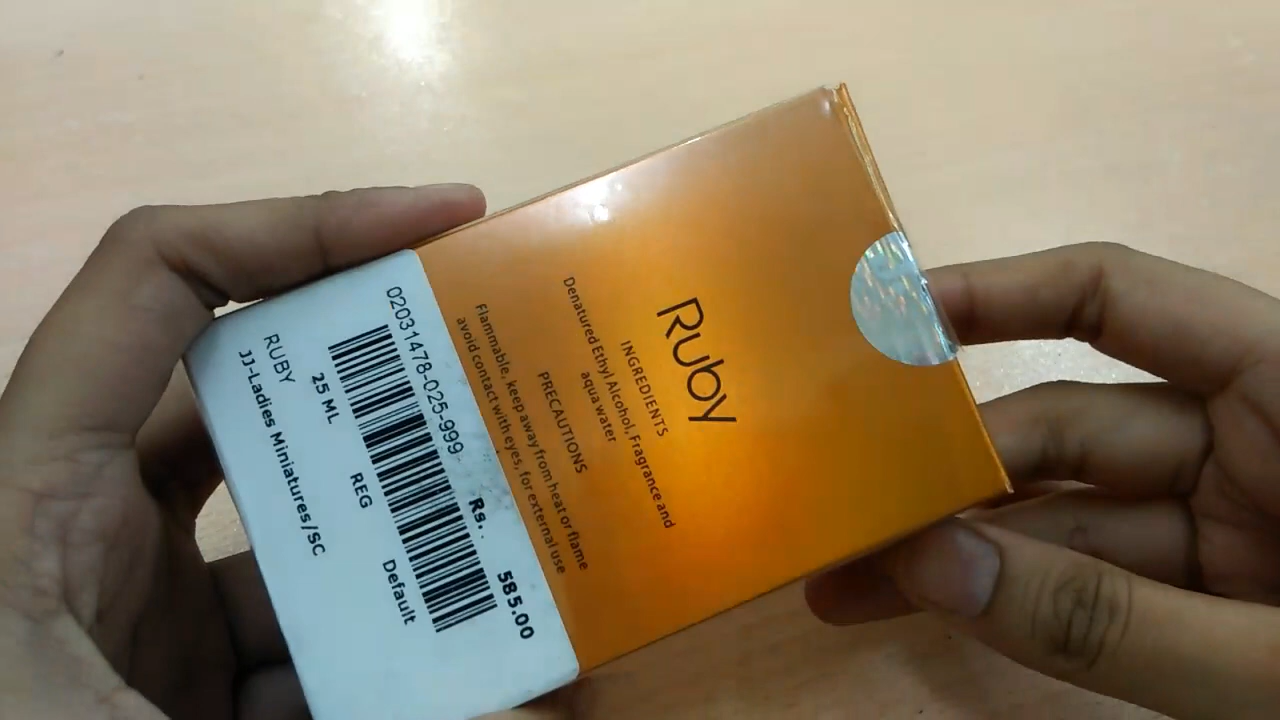 Ruby
INGREDIENTS
Denatured Ethyl Alcohol, Fragrance and
aqua water
PRECAUTIONS
Flammable, keep away from heat or flame
avoid contact with eyes, for external use
Rs.. 585.00
02031478-025-999-
25 ML REG Default
RUBY
JJ-Ladies Miniatures/SC